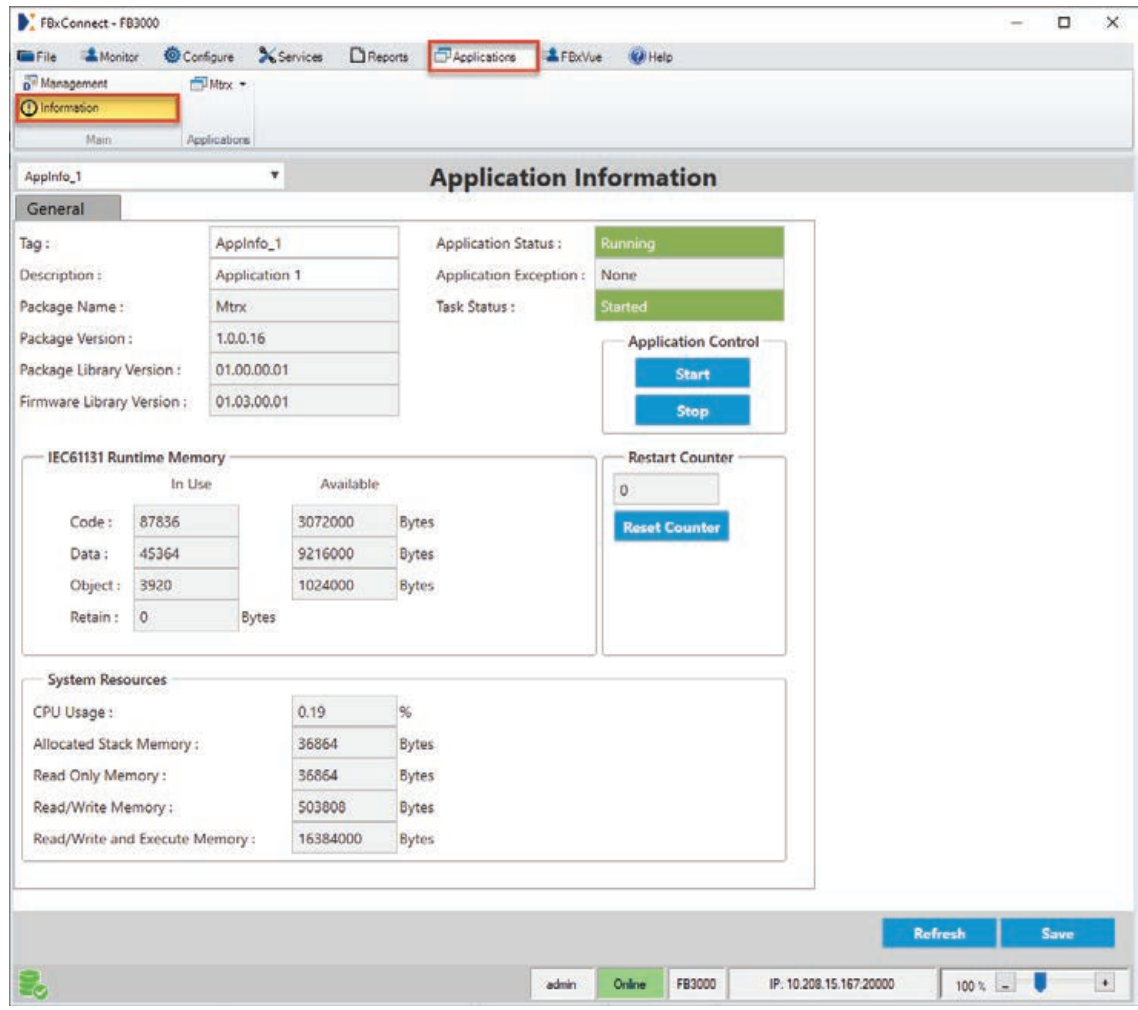 FBxConnect - FB3000
File Monitor Configure Services Reports Applications FBxVue Help
Management Mtrx
Information
Main Applications
AppInfo_1 Application Information
General
Tag : AppInfo_1 Application Status : Running
Description : Application 1 Application Exception : None
Package Name : Mtrx Task Status : Started
Package Version : 1.0.0.16 Application Control
Package Library Version : 01.00.00.01 Start
Firmware Library Version : 01.03.00.01 Stop
IEC61131 Runtime Memory Restart Counter
In Use Available
0
Code : 87836 3072000 Bytes Reset Counter
Data : 45364 9216000 Bytes
Object : 3920 1024000 Bytes
Retain : 0 Bytes
System Resources
CPU Usage : 0.19 %
Allocated Stack Memory : 36864 Bytes
Read Only Memory : 36864 Bytes
Read/Write Memory : 503808 Bytes
Read/Write and Execute Memory : 16384000 Bytes
Refresh Save
admin Online FB3000 IP: 10.208.15.167.20000 100 % - +